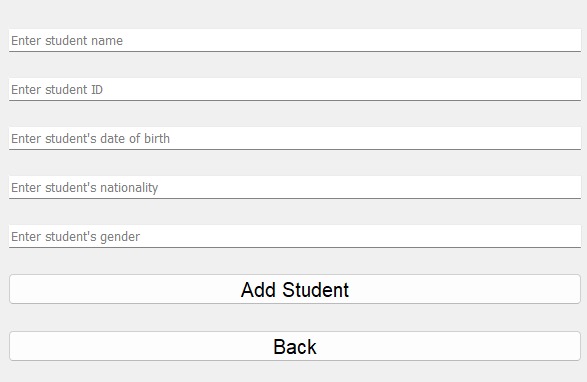 Enter student name
Enter student ID
Enter student's date of birth
Enter student's nationality
Enter student's gender
Add Student
Back